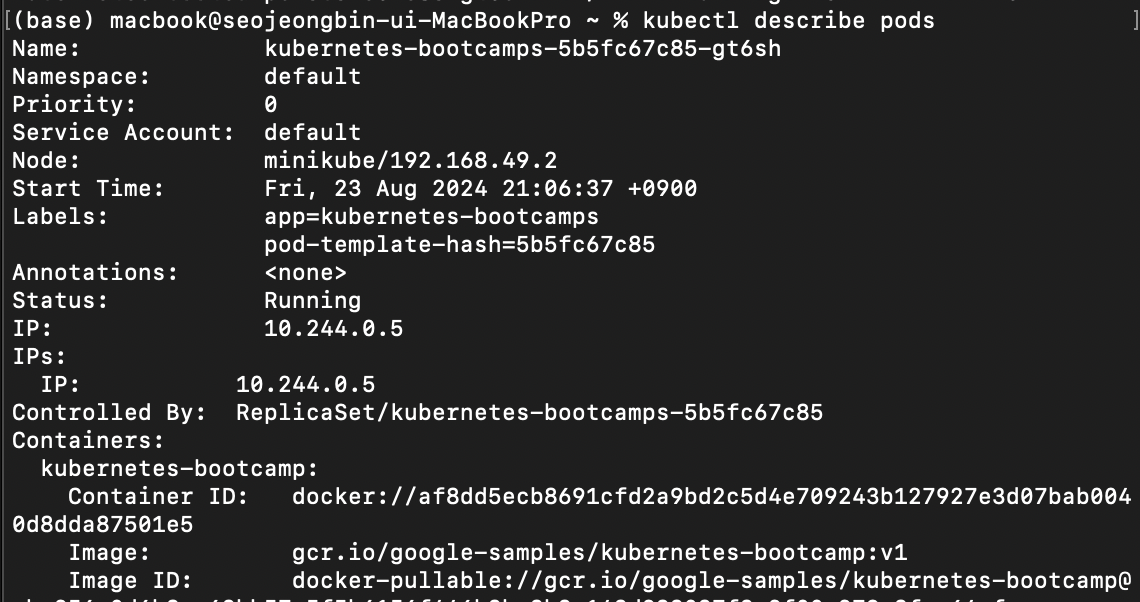 [(base) macbook@seojeongbin-ui-MacBookPro ~ % kubectl describe pods ]
Name: kubernetes-bootcamps-5b5fc67c85-gt6sh
Namespace: default
Priority: 0
Service Account: default
Node: minikube/192.168.49.2
Start Time: Fri, 23 Aug 2024 21:06:37 +0900
Labels: app=kubernetes-bootcamps
pod-template-hash=5b5fc67c85
Annotations: <none>
Status: Running
IP: 10.244.0.5
IPs:
IP: 10.244.0.5
Controlled By: ReplicaSet/kubernetes-bootcamps-5b5fc67c85
Containers:
kubernetes-bootcamp:
Container ID: docker://af8dd5ecb8691cfd2a9bd2c5d4e709243b127927e3d07bab004
0d8dda87501e5
Image: gcr.io/google-samples/kubernetes-bootcamp:v1
Image ID: docker-pullable://gcr.io/google-samples/kubernetes-bootcamp@